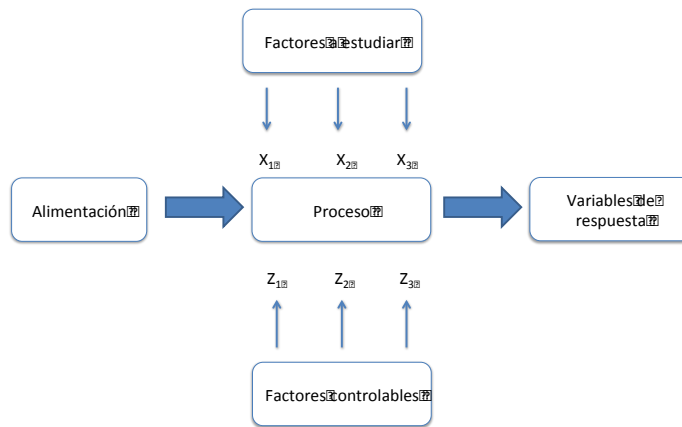 Factores a estudiar
X1 X2 X3
Alimentación
Proceso
Variables de
respuesta
Z1 Z2 Z3
Factores controlables